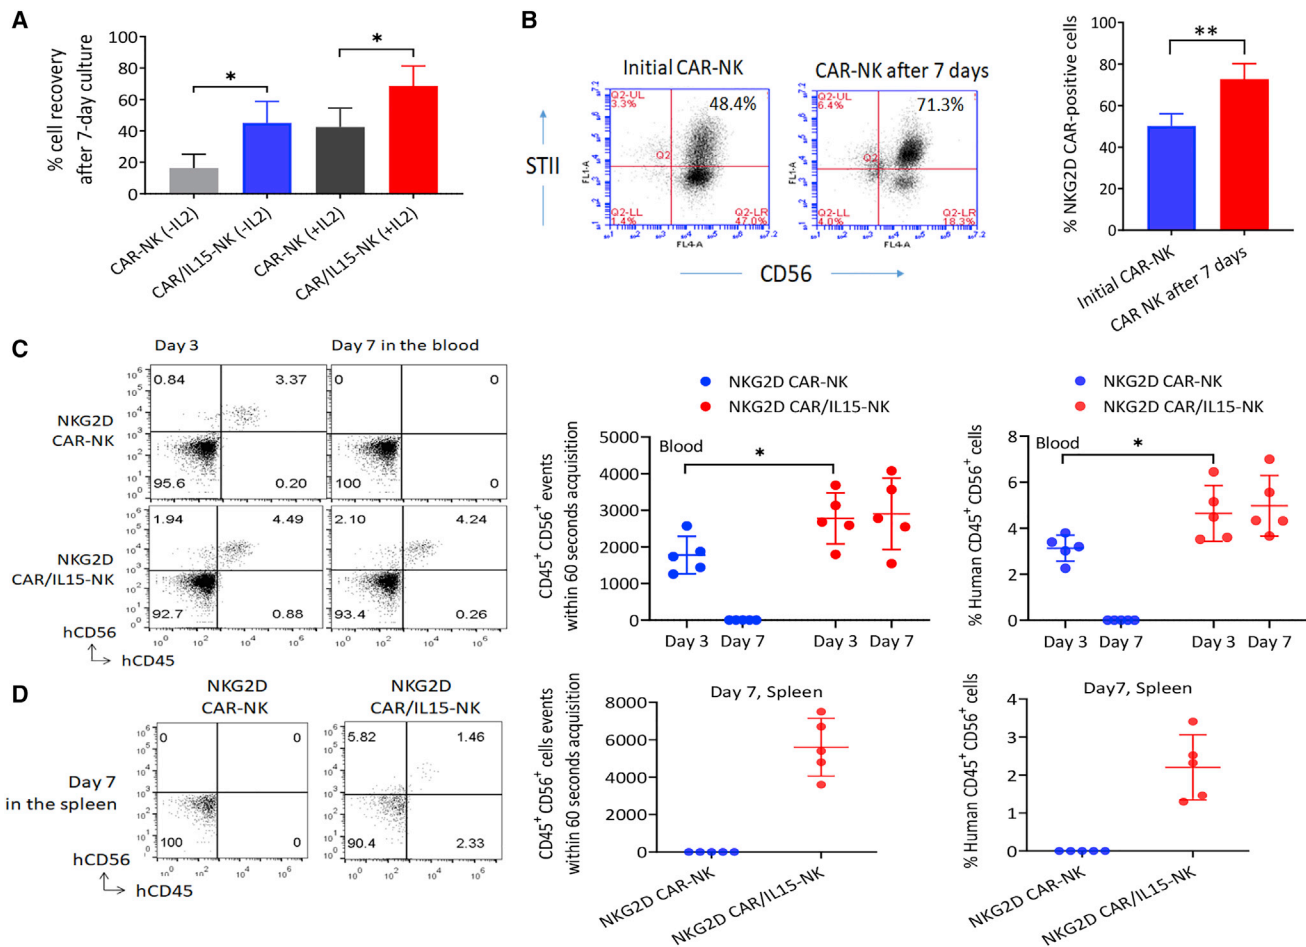 A
% cell recovery
after 7-day culture
100
80
60
40
20
0
*
*
CAR-NK (-IL2)
CAR/IL15-NK (-IL2)
CAR-NK (+IL2)
CAR/IL15-NK (+IL2)
B
Initial CAR-NK
CAR-NK after 7 days
STII
Q2-UL
3.3%
48.4%
Q2
Q2-LL
1.4%
Q2-LR
47.0%
FL1-A
FL4-A
Q2-UL
6.4%
71.3%
Q2
Q2-LL
4.0%
Q2-LR
18.3%
FL1-A
FL4-A
CD56
% NKG2D CAR-positive cells
100
80
60
40
20
0
**
Initial CAR-NK
CAR NK after 7 days
C
Day 3
Day 7 in the blood
NKG2D
CAR-NK
0.84
3.37
95.6
0.20
0
0
100
0
NKG2D
CAR/IL15-NK
1.94
4.49
92.7
0.88
2.10
4.24
93.4
0.26
hCD56
hCD45
NKG2D CAR-NK
NKG2D CAR/IL15-NK
Blood
*
CD45+ CD56+ events
within 60 seconds acquisition
5000
4000
3000
2000
1000
0
Day 3
Day 7
Day 3
Day 7
NKG2D CAR-NK
NKG2D CAR/IL15-NK
Blood
*
% Human CD45+ CD56+ cells
8
6
4
2
0
Day 3
Day 7
Day 3
Day 7
D
NKG2D
CAR-NK
NKG2D
CAR/IL15-NK
Day 7
in the spleen
0
0
100
0
5.82
1.46
90.4
2.33
hCD56
hCD45
Day 7, Spleen
CD45+ CD56+ cells events
within 60 seconds acquisition
8000
6000
4000
2000
0
NKG2D CAR-NK
NKG2D CAR/IL15-NK
Day7, Spleen
% Human CD45+ CD56+ cells
4
3
2
1
0
NKG2D CAR-NK
NKG2D CAR/IL15-NK